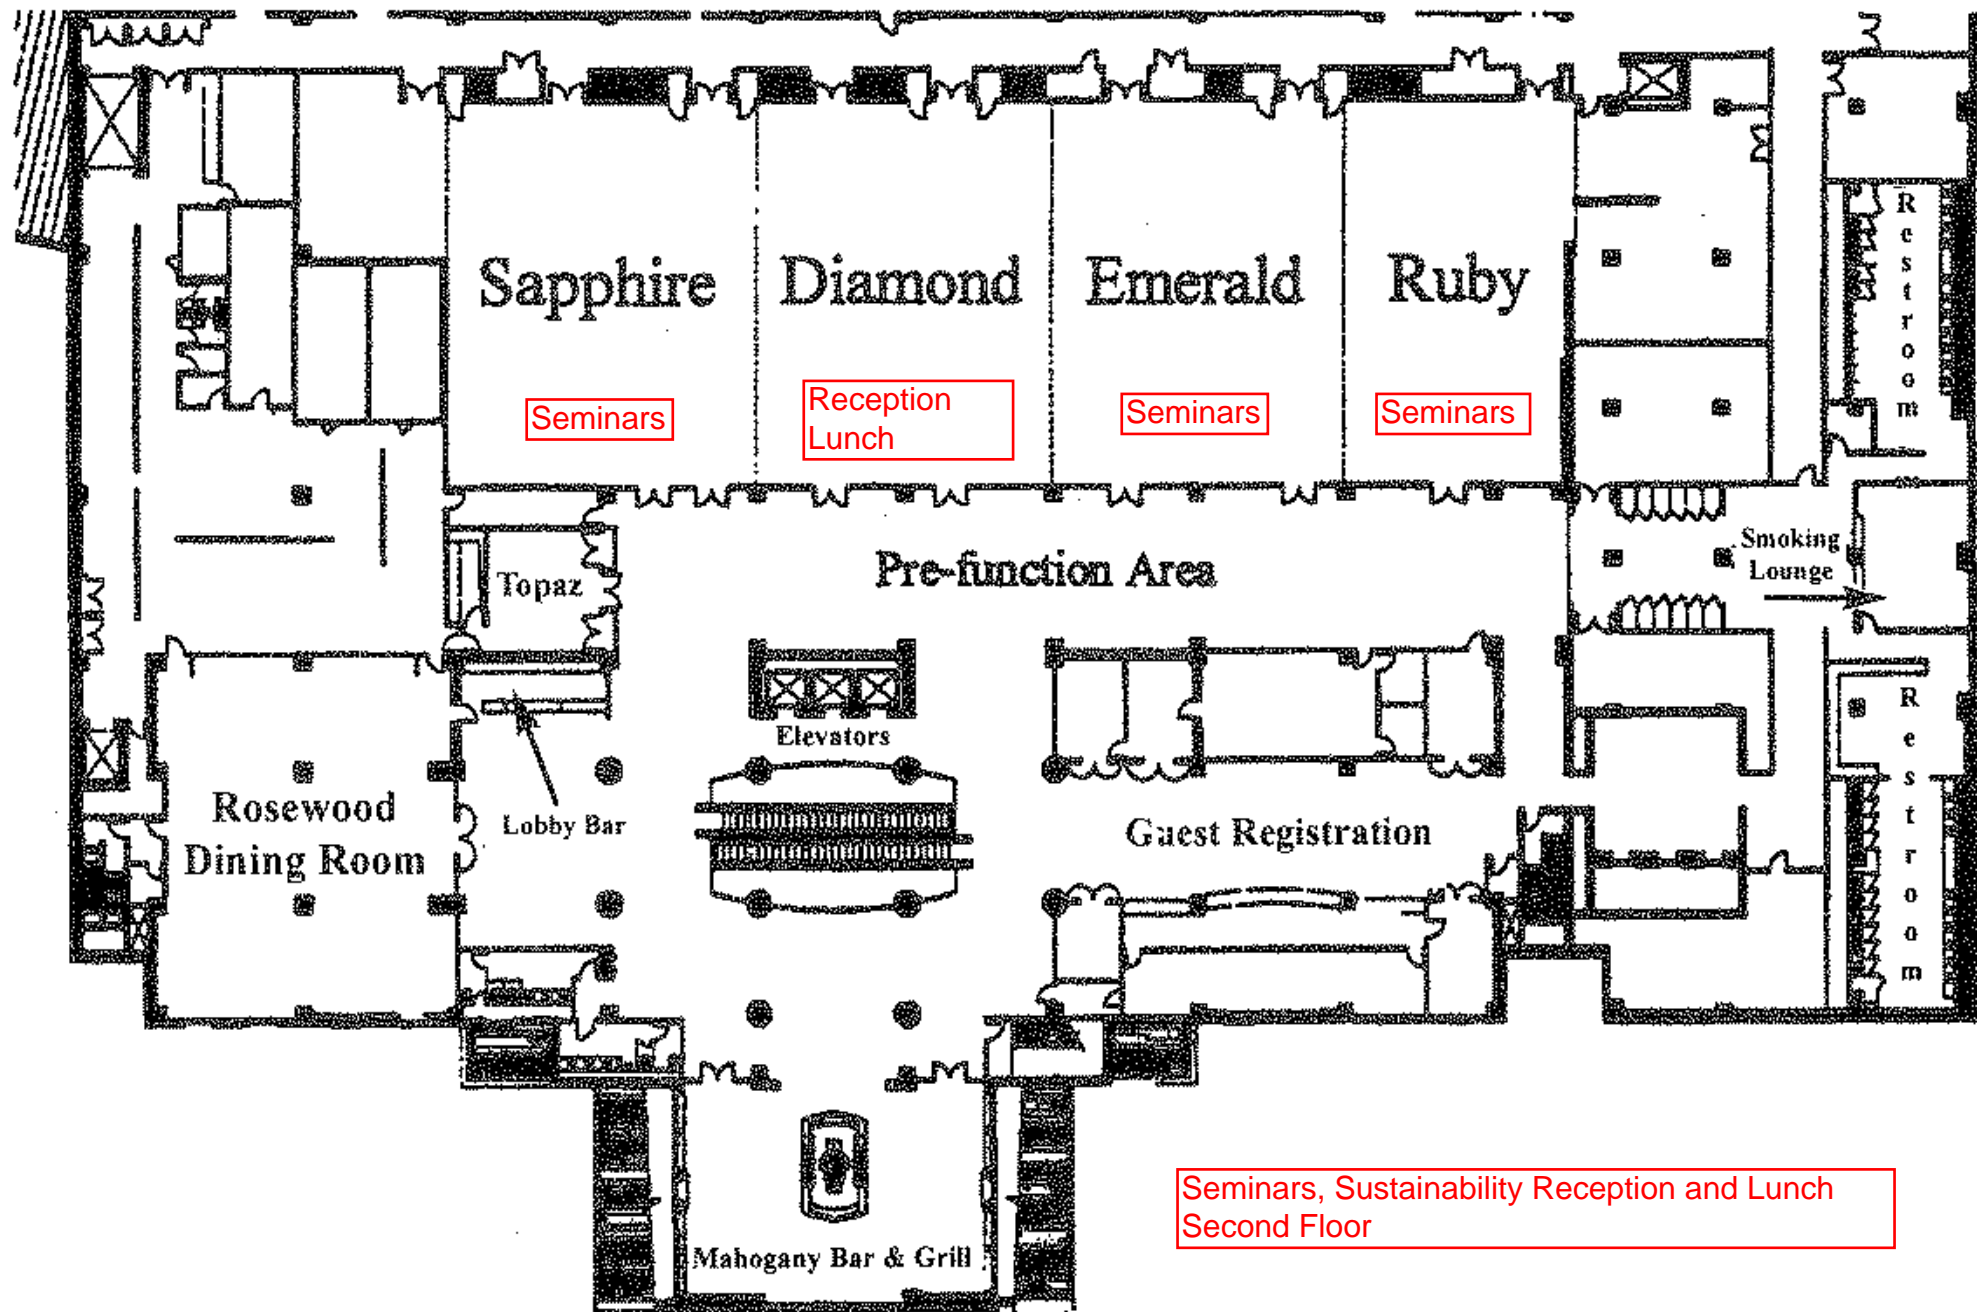 Sapphire
Diamond
Emerald
Ruby
Restroom
Seminars
Reception
Lunch
Seminars
Seminars
Pre-function Area
Topaz
Smoking
Lounge
Elevators
Restroom
Rosewood
Dining Room
Lobby Bar
Guest Registration
Mahogany Bar & Grill
Seminars, Sustainability Reception and Lunch
Second Floor